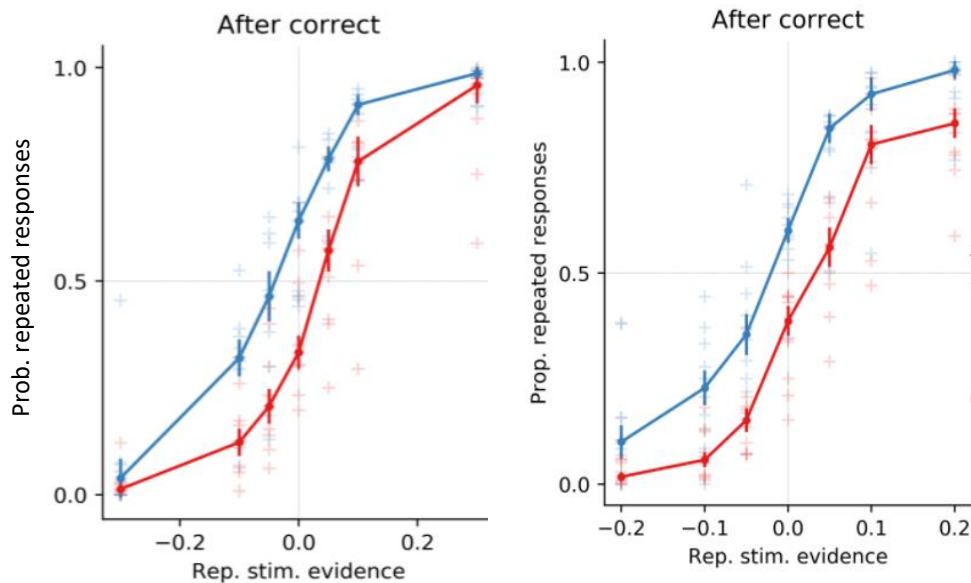 After correct
Prob. repeated responses
1.0
0.5
0.0
−0.2
0.0
0.2
Rep. stim. evidence
After correct
Prop. repeated responses
1.0
0.5
0.0
−0.2
−0.1
0.0
0.1
0.2
Rep. stim. evidence